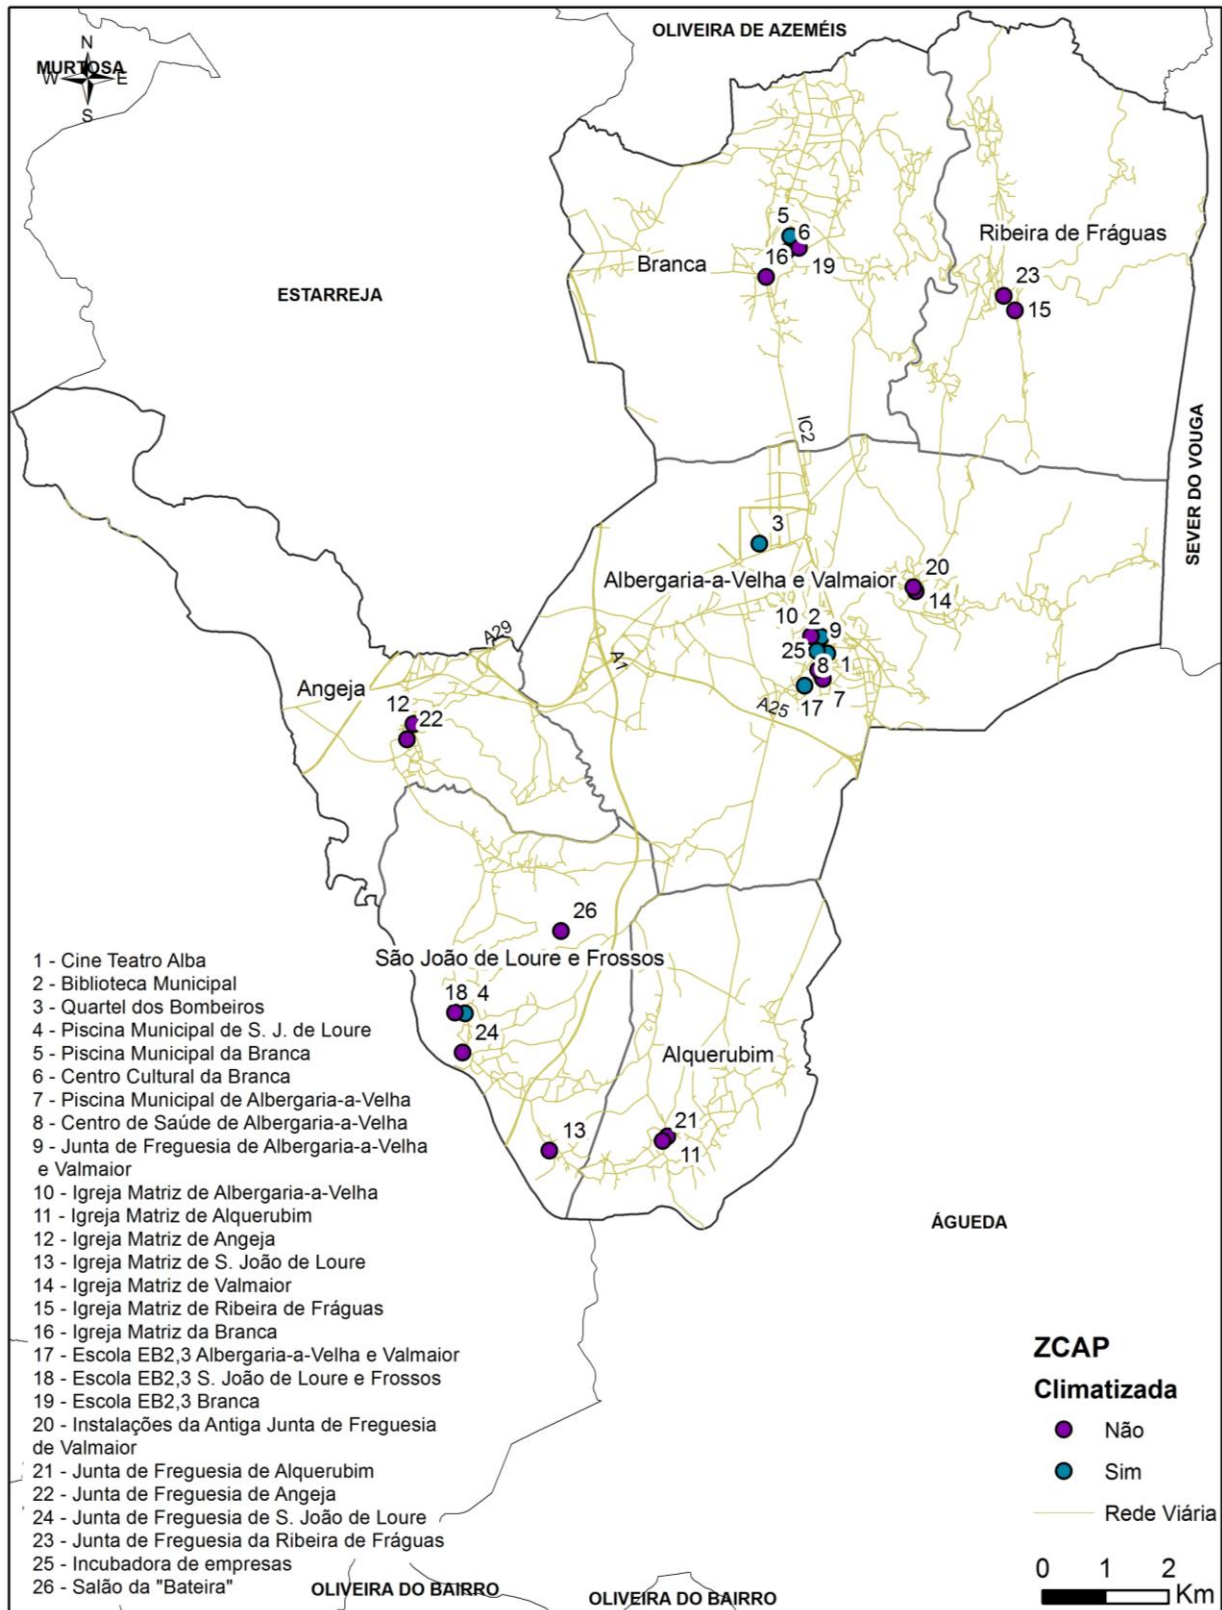 OLIVEIRA DE AZEMÉIS
N
MURTOSA
W
E
S
5
6
Ribeira de Fráguas
Branca
16
19
23
ESTARREJA
15
IC2
SEVER DO VOUGA
3
Albergaria-a-Velha e Valmaior
20
14
10
2
9
A29
A1
25
8
1
Angeja
7
17
A25
12
22
26
São João de Loure e Frossos
18
4
24
Alquerubim
21
13
11
1 - Cine Teatro Alba
2 - Biblioteca Municipal
3 - Quartel dos Bombeiros
4 - Piscina Municipal de S. J. de Loure
5 - Piscina Municipal da Branca
6 - Centro Cultural da Branca
7 - Piscina Municipal de Albergaria-a-Velha
8 - Centro de Saúde de Albergaria-a-Velha
9 - Junta de Freguesia de Albergaria-a-Velha
e Valmaior
10 - Igreja Matriz de Albergaria-a-Velha
11 - Igreja Matriz de Alquerubim
12 - Igreja Matriz de Angeja
13 - Igreja Matriz de S. João de Loure
14 - Igreja Matriz de Valmaior
15 - Igreja Matriz de Ribeira de Fráguas
16 - Igreja Matriz da Branca
17 - Escola EB2,3 Albergaria-a-Velha e Valmaior
18 - Escola EB2,3 S. João de Loure e Frossos
19 - Escola EB2,3 Branca
20 - Instalações da Antiga Junta de Freguesia
de Valmaior
21 - Junta de Freguesia de Alquerubim
22 - Junta de Freguesia de Angeja
24 - Junta de Freguesia de S. João de Loure
23 - Junta de Freguesia da Ribeira de Fráguas
25 - Incubadora de empresas
26 - Salão da "Bateira"
ÁGUEDA
OLIVEIRA DO BAIRRO
OLIVEIRA DO BAIRRO
ZCAP
Climatizada
Não
Sim
Rede Viária
0 1 2
Km